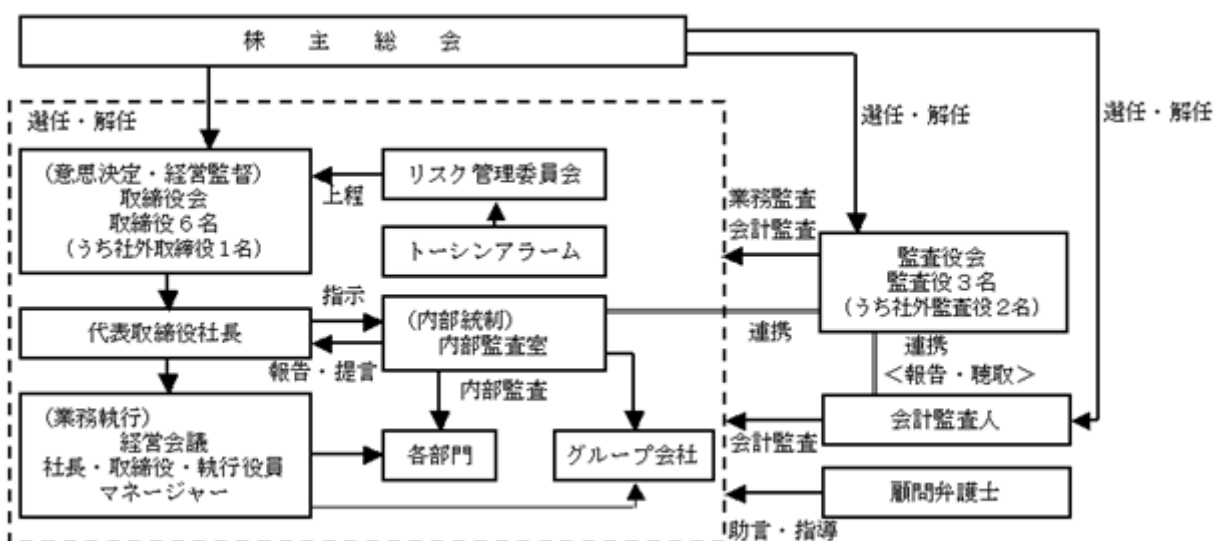 株主総会
選任・解任
選任・解任
選任・解任
(意思決定・経営監督)
取締役会
取締役6名
(うち社外取締役1名)
上程
リスク管理委員会
トーシンアラーム
業務監査
会計監査
監査役会
監査役3名
(うち社外監査役2名)
代表取締役社長
指示
報告・提言
(内部統制)
内部監査室
連携
連携
<報告・聴取>
内部監査
(業務執行)
経営会議
社長・取締役・執行役員
マネージャー
各部門
グループ会社
会計監査
会計監査人
顧問弁護士
助言・指導